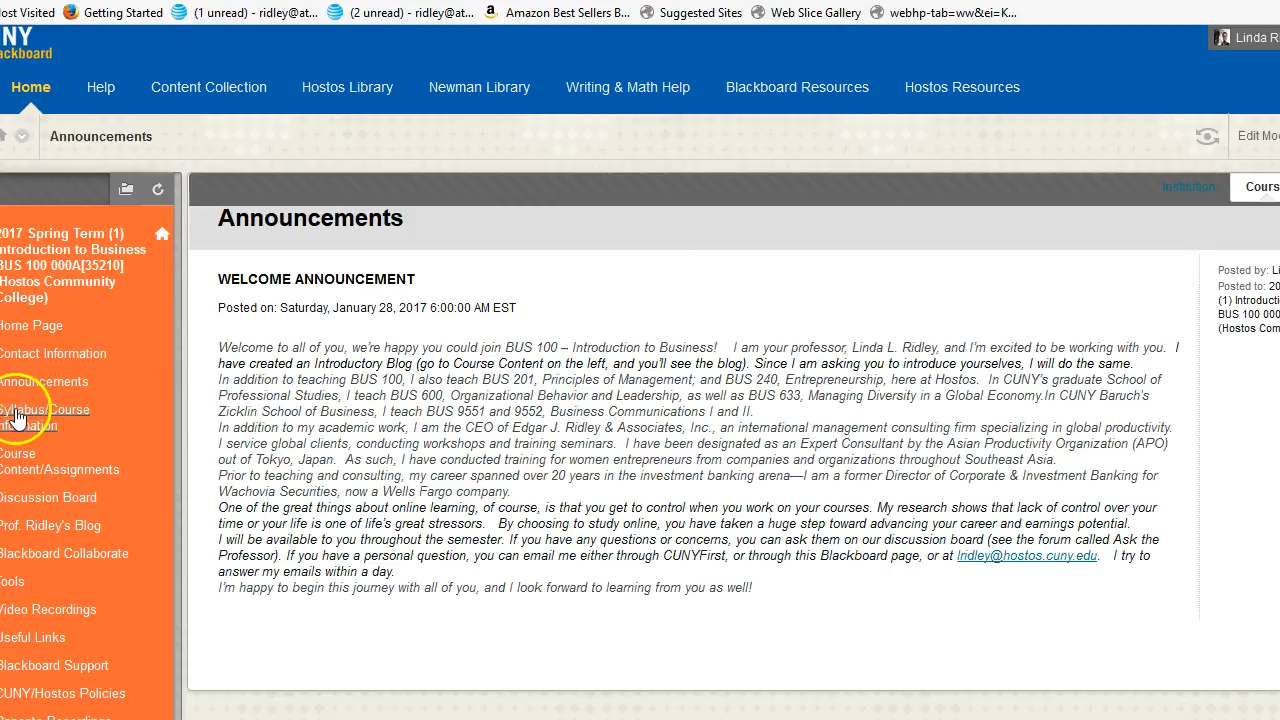 ost Visited Getting Started (1 unread) - ridley@at... (2 unread) - ridley@at... Amazon Best Sellers B... Suggested Sites Web Slice Gallery webhp-tab=ww&ei=K...
NY
ackboard
Linda R
Home Help Content Collection Hostos Library Newman Library Writing & Math Help Blackboard Resources Hostos Resources
Announcements
Edit Mo
Institution
Cours
2017 Spring Term (1)
Introduction to Business
BUS 100 000A[35210]
(Hostos Community
College)
Home Page
Contact Information
Announcements
Syllabus/Course
Information
Course
Content/Assignments
Discussion Board
Prof. Ridley's Blog
Blackboard Collaborate
Tools
Video Recordings
Useful Links
Blackboard Support
CUNY/Hostos Policies
Announcements
WELCOME ANNOUNCEMENT
Posted on: Saturday, January 28, 2017 6:00:00 AM EST
Welcome to all of you, we're happy you could join BUS 100 – Introduction to Business! I am your professor, Linda L. Ridley, and I'm excited to be working with you. I
have created an Introductory Blog (go to Course Content on the left, and you'll see the blog). Since I am asking you to introduce yourselves, I will do the same.
In addition to teaching BUS 100, I also teach BUS 201, Principles of Management; and BUS 240, Entrepreneurship, here at Hostos. In CUNY's graduate School of
Professional Studies, I teach BUS 600, Organizational Behavior and Leadership, as well as BUS 633, Managing Diversity in a Global Economy.In CUNY Baruch's
Zicklin School of Business, I teach BUS 9551 and 9552, Business Communications I and II.
In addition to my academic work, I am the CEO of Edgar J. Ridley & Associates, Inc., an international management consulting firm specializing in global productivity.
I service global clients, conducting workshops and training seminars. I have been designated as an Expert Consultant by the Asian Productivity Organization (APO)
out of Tokyo, Japan. As such, I have conducted training for women entrepreneurs from companies and organizations throughout Southeast Asia.
Prior to teaching and consulting, my career spanned over 20 years in the investment banking arena—I am a former Director of Corporate & Investment Banking for
Wachovia Securities, now a Wells Fargo company.
One of the great things about online learning, of course, is that you get to control when you work on your courses. My research shows that lack of control over your
time or your life is one of life's great stressors. By choosing to study online, you have taken a huge step toward advancing your career and earnings potential.
I will be available to you throughout the semester. If you have any questions or concerns, you can ask them on our discussion board (see the forum called Ask the
Professor). If you have a personal question, you can email me either through CUNYFirst, or through this Blackboard page, or at lridley@hostos.cuny.edu. I try to
answer my emails within a day.
I'm happy to begin this journey with all of you, and I look forward to learning from you as well!
Posted by: Li
Posted to: 20
(1) Introducti
BUS 100 000
(Hostos Com